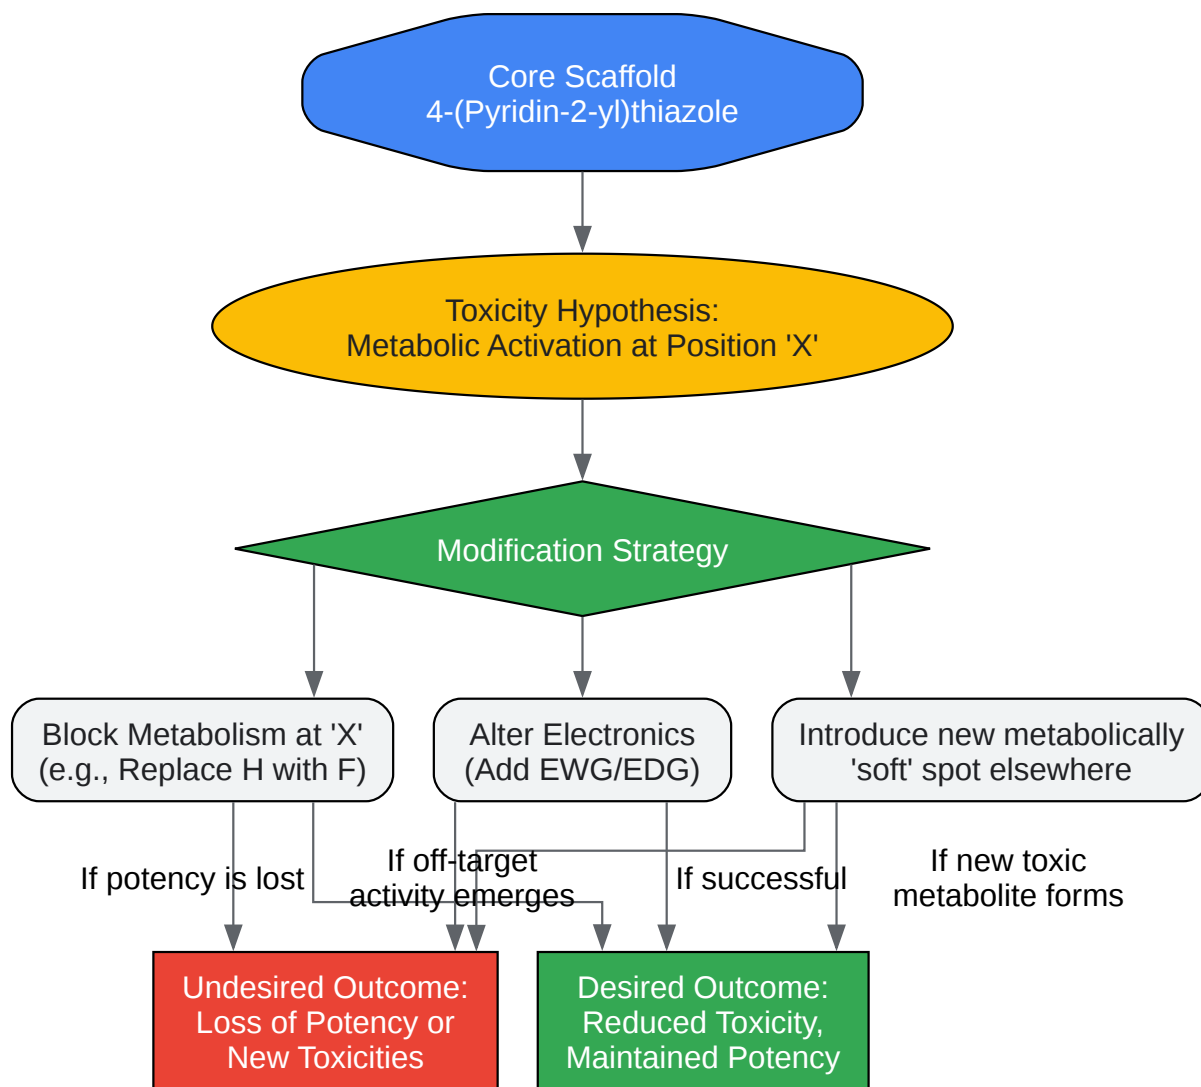 Core Scaffold
4-(Pyridin-2-yl)thiazole
Toxicity Hypothesis:
Metabolic Activation at Position 'X'
Modification Strategy
Block Metabolism at 'X'
(e.g., Replace H with F)
Alter Electronics
(Add EWG/EDG)
Introduce new metabolically
'soft' spot elsewhere
If potency is lost
If off-target
activity emerges
If successful
If new toxic
metabolite forms
Undesired Outcome:
Loss of Potency or
New Toxicities
Desired Outcome:
Reduced Toxicity,
Maintained Potency